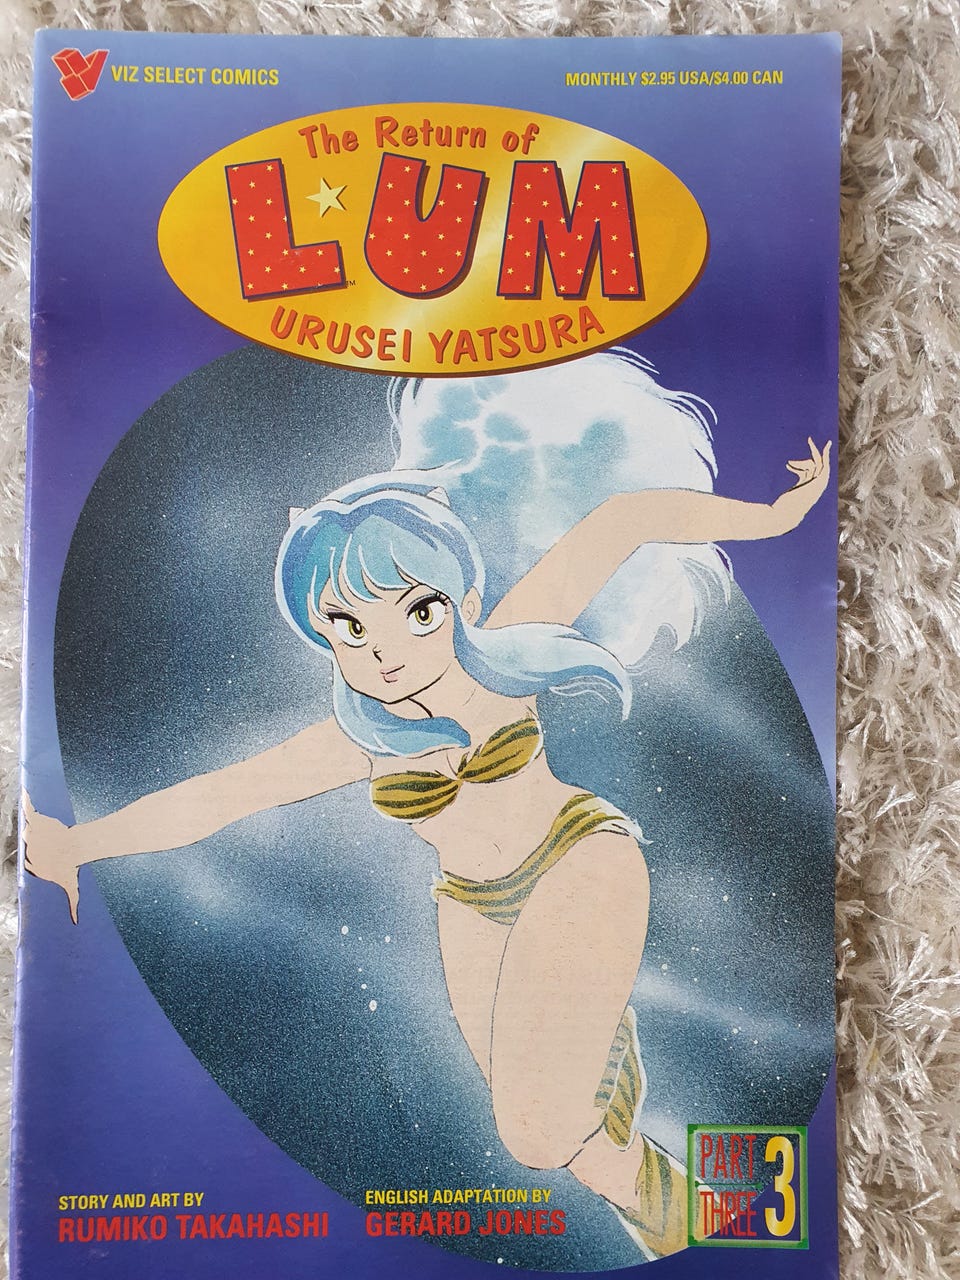 VIZ SELECT COMICS
MONTHLY $2.95 USA/$4.00 CAN
The Return of
LUM
TM
URUSEI YATSURA
STORY AND ART BY
RUMIKO TAKAHASHI
ENGLISH ADAPTATION BY
GERARD JONES
PART
THREE
3